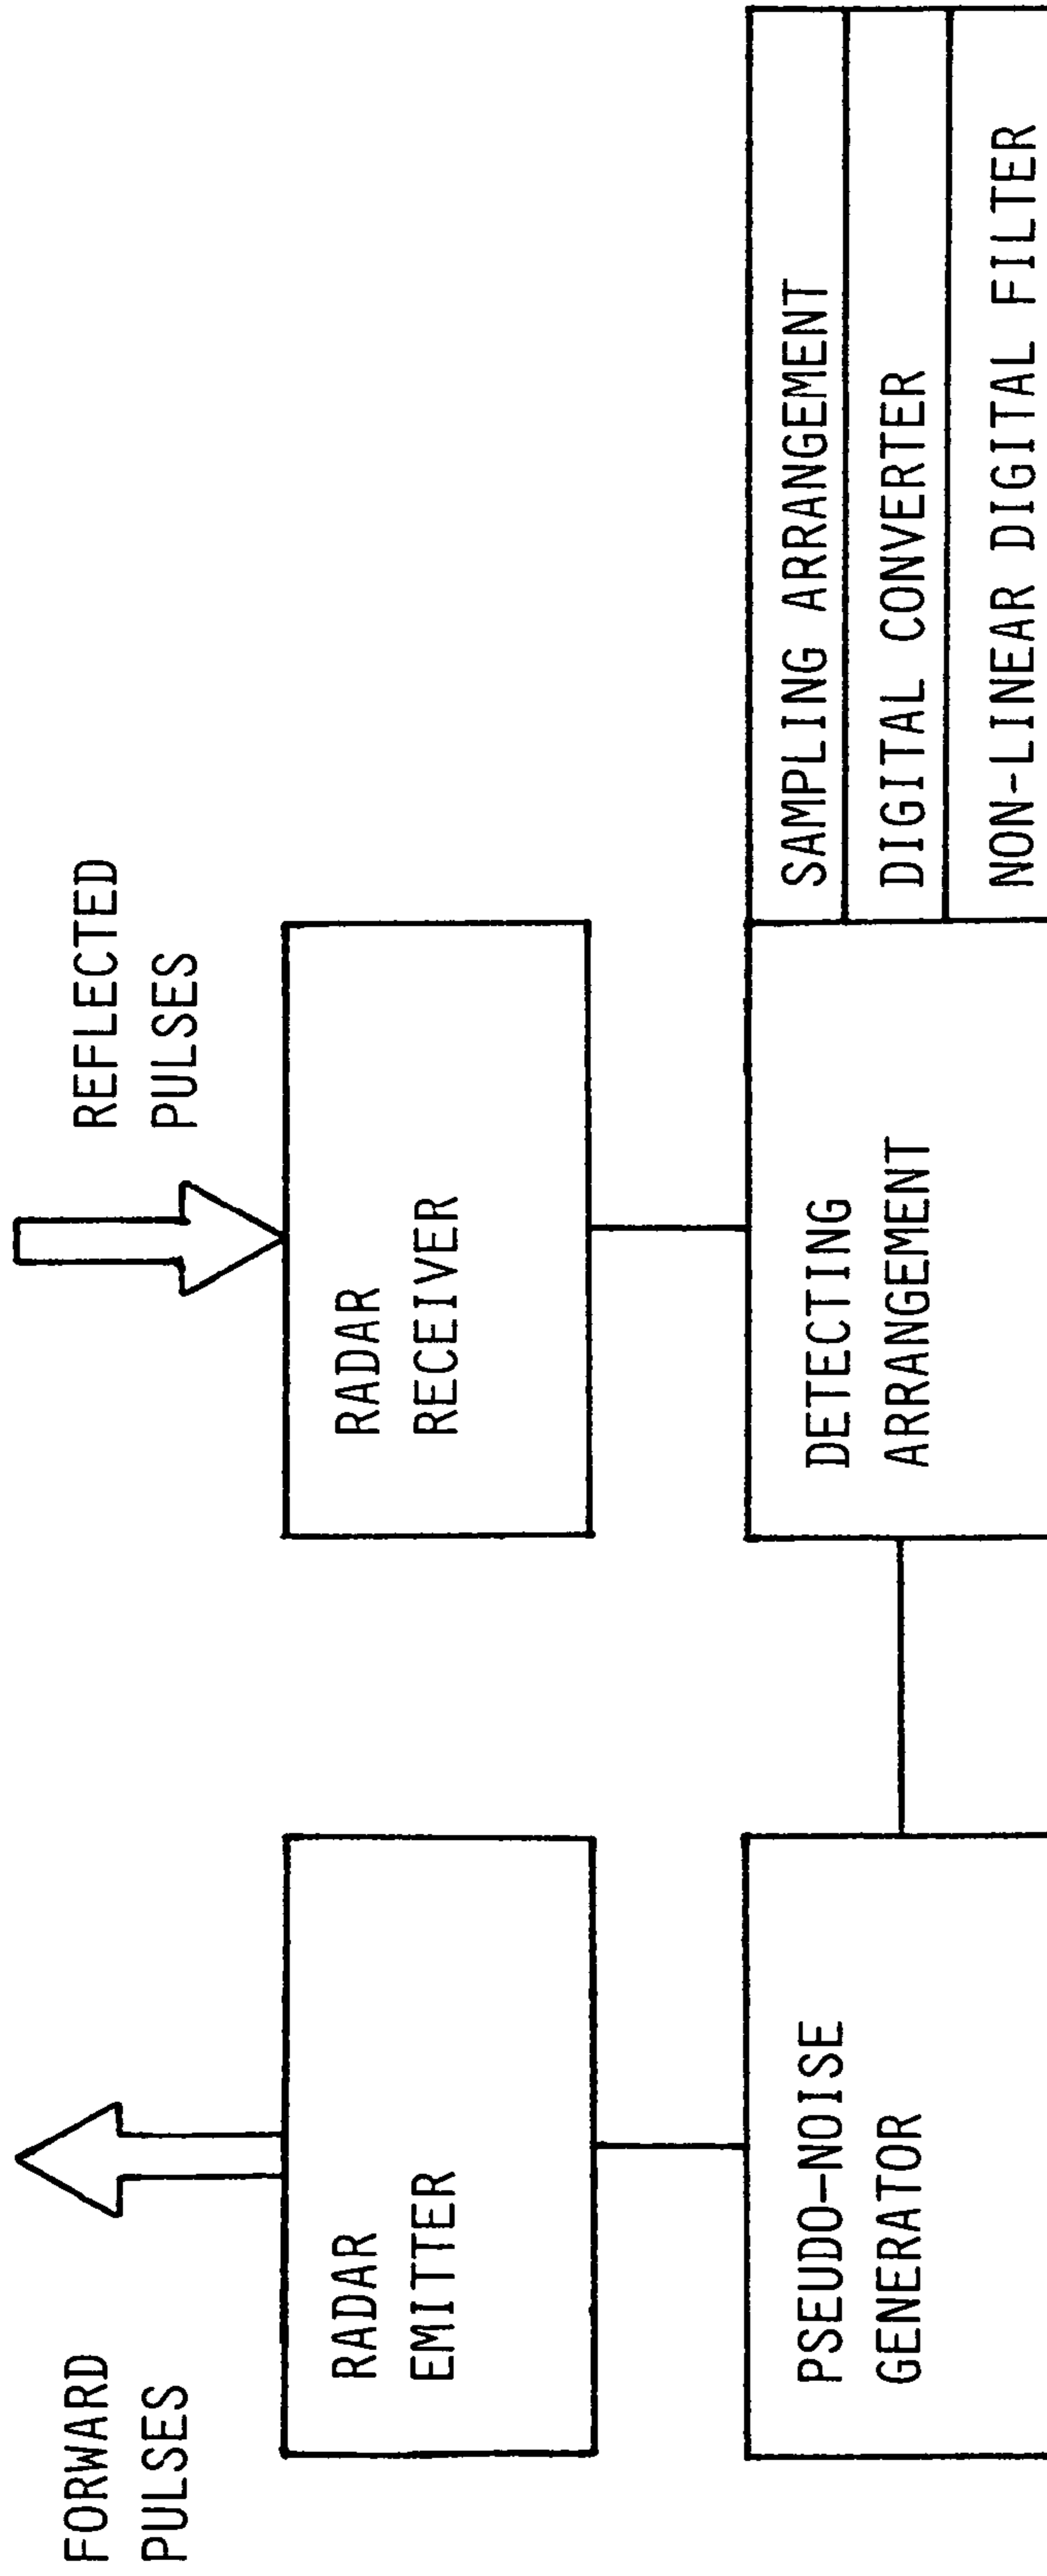 FORWARD
PULSES
REFLECTED
PULSES
RADAR
EMITTER
RADAR
RECEIVER
PSEUDO-NOISE
GENERATOR
DETECTING
ARRANGEMENT
SAMPLING ARRANGEMENT
DIGITAL CONVERTER
NON-LINEAR DIGITAL FILTER